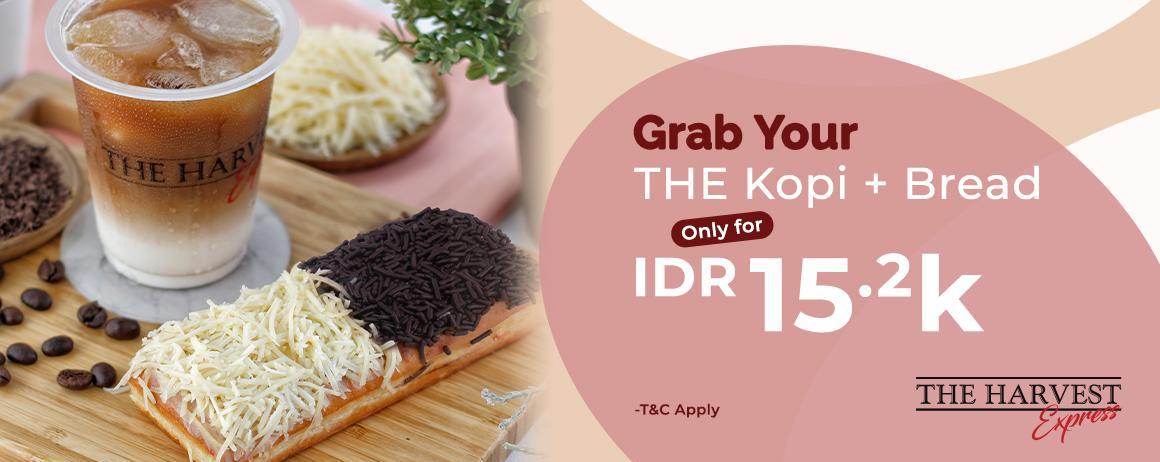 THE HARVE
Grab Your
THE Kopi + Bread
Only for
IDR 15.2k
-T&C Apply
THE HARVEST
Express